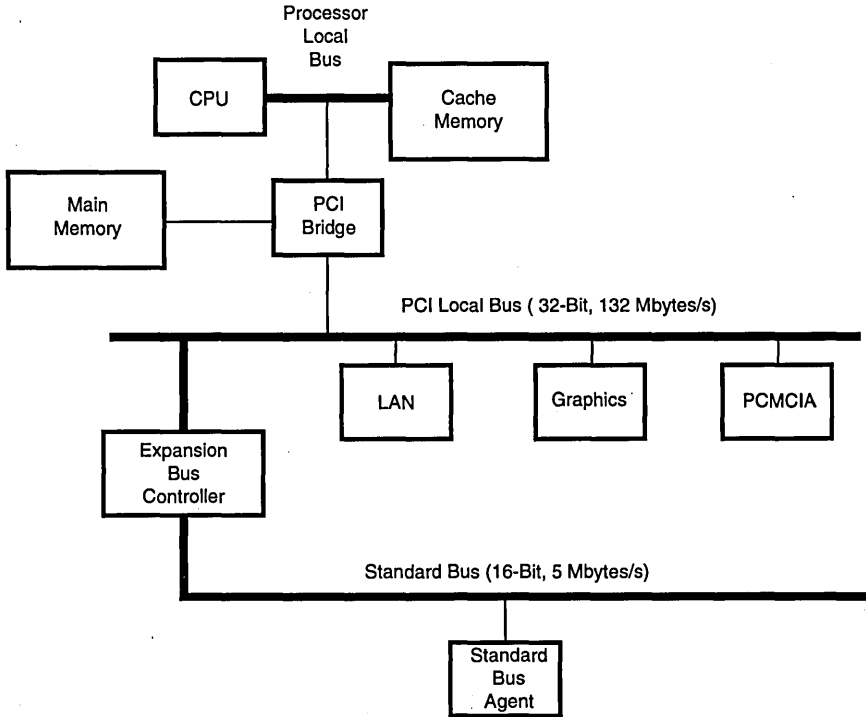 Processor
Local
Bus
CPU
Cache
Memory
Main
Memory
PCI
Bridge
PCI Local Bus ( 32-Bit, 132 Mbytes/s)
LAN
Graphics
PCMCIA
Expansion
Bus
Controller
Standard Bus (16-Bit, 5 Mbytes/s)
Standard
Bus
Agent